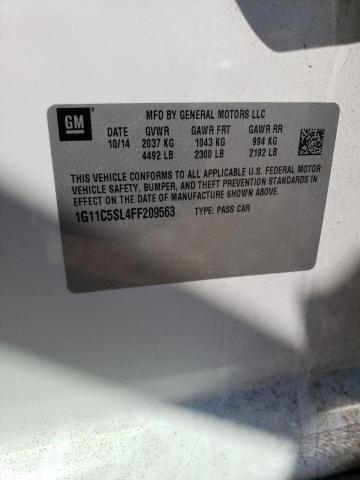 GM
MFD BY GENERAL MOTORS LLC
DATE GVWR GAWR FRT GAWR RR
10/14 2037 KG 1043 KG 994 KG
4492 LB 2300 LB 2192 LB
THIS VEHICLE CONFORMS TO ALL APPLICABLE U.S. FEDERAL MOTOR
VEHICLE SAFETY, BUMPER, AND THEFT PREVENTION STANDARDS IN
EFFECT ON THE DATE OF MANUFACTURE SHOWN ABOVE.
1G11C5SL4FF209563 TYPE: PASS CAR